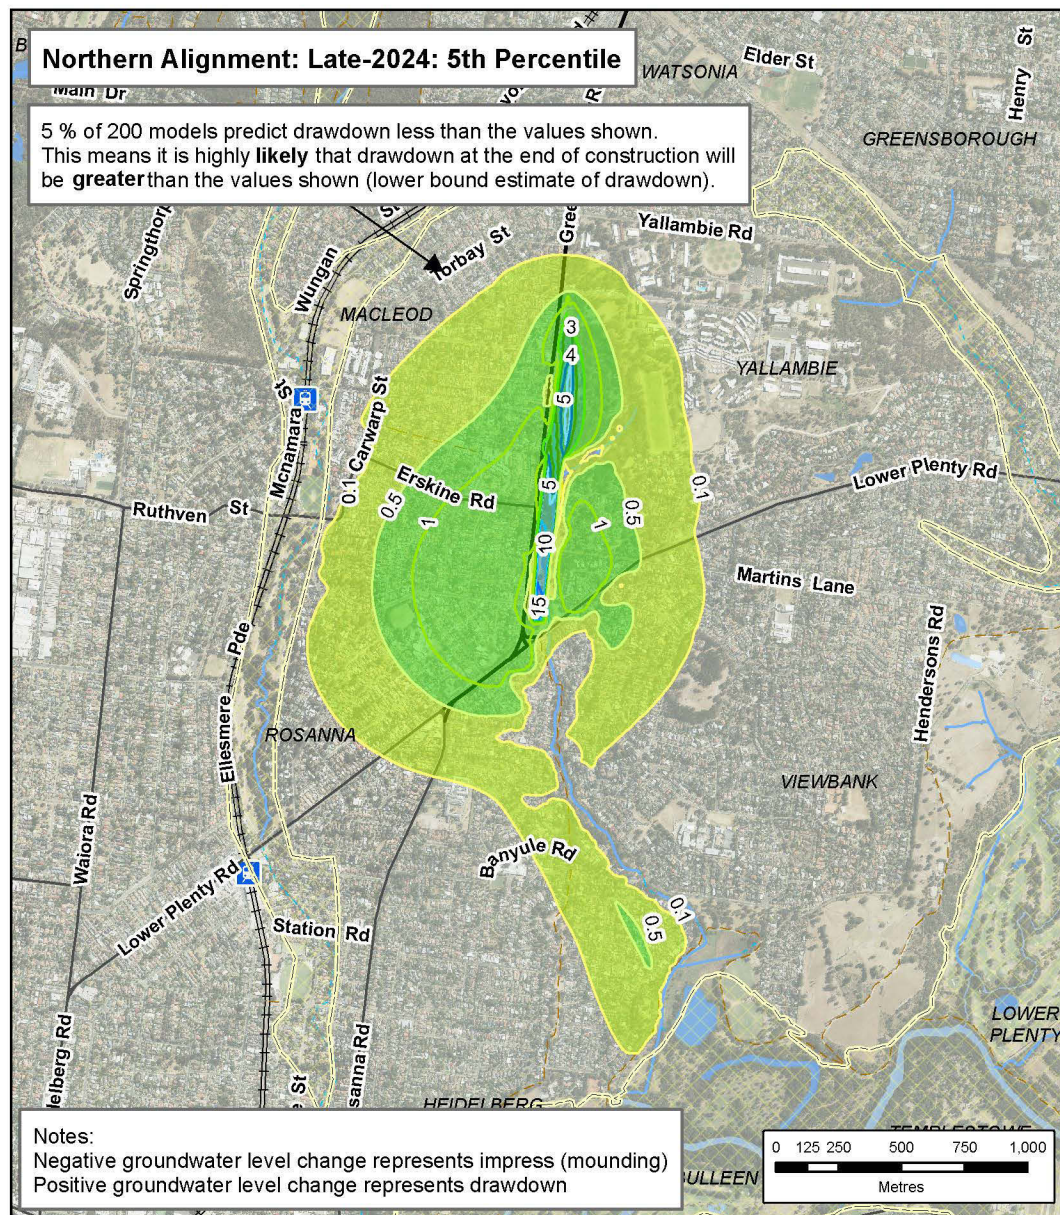 Northern Alignment: Late-2024: 5th Percentile
Main Dr
WATSONIA
Elder St
Henry St
GREENSBOROUGH
5 % of 200 models predict drawdown less than the values shown.
This means it is highly likely that drawdown at the end of construction will
be greater than the values shown (lower bound estimate of drawdown).
Yallambie Rd
Torbay St
Wungan
St
MACLEOD
3
4
YALLAMBIE
5
Mcnamara
St
Carwarp St
0.1
0.5
1
Erskine Rd
5
10
15
1
0.5
0.1
Lower Plenty Rd
Ruthven St
Martins Lane
Hendersons Rd
Ellesmere Pde
ROSANNA
VIEWBANK
Waiora Rd
Banyule Rd
Lower Plenty Rd
Station Rd
0.5
0.1
LOWER
PLENTY
St
HEIDELBERG
Notes:
Negative groundwater level change represents impress (mounding)
Positive groundwater level change represents drawdown
0 125 250 500 750 1,000
Metres